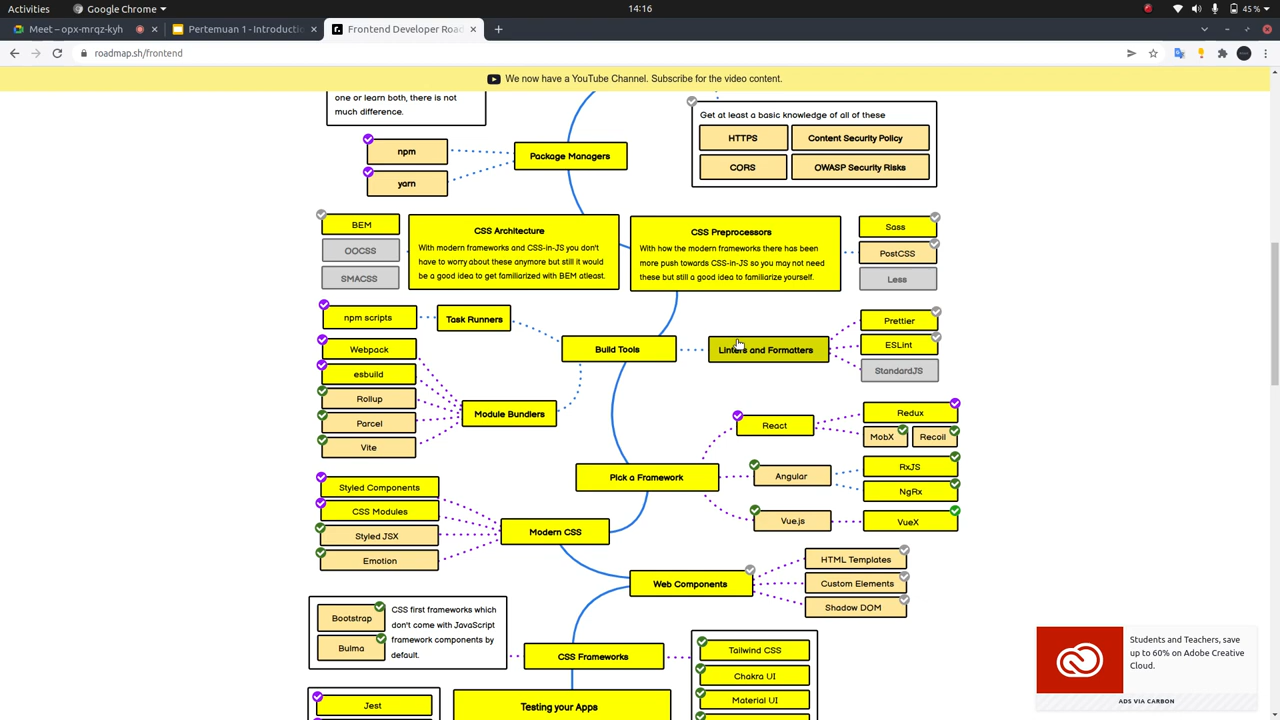 Activities
Google Chrome
14:16
45 %
Meet – opx-mrqz-kyh
Pertemuan 1 - Introductio
Frontend Developer Road
roadmap.sh/frontend
We now have a YouTube Channel. Subscribe for the video content.
one or learn both, there is not
much difference.
npm
yarn
Package Managers
Get at least a basic knowledge of all of these
HTTPS
Content Security Policy
CORS
OWASP Security Risks
BEM
OOCSS
SMACSS
CSS Architecture
With modern frameworks and CSS-in-JS you don't
have to worry about these anymore but still it would
be a good idea to get familiarized with BEM atleast.
CSS Preprocessors
With how the modern frameworks there has been
more push towards CSS-in-JS so you may not need
these but still a good idea to familiarize yourself.
Sass
PostCSS
Less
npm scripts
Task Runners
Webpack
esbuild
Rollup
Parcel
Vite
Module Bundlers
Build Tools
Linters and Formatters
Prettier
ESLint
StandardJS
Pick a Framework
React
Redux
MobX
Recoil
Angular
RxJS
NgRx
Vue.js
VueX
Styled Components
CSS Modules
Styled JSX
Emotion
Modern CSS
Web Components
HTML Templates
Custom Elements
Shadow DOM
Bootstrap
Bulma
CSS first frameworks which
don't come with JavaScript
framework components by
default.
CSS Frameworks
Tailwind CSS
Chakra UI
Material UI
Jest
Testing your Apps
Students and Teachers, save
up to 60% on Adobe Creative
Cloud.
ADS VIA CARBON